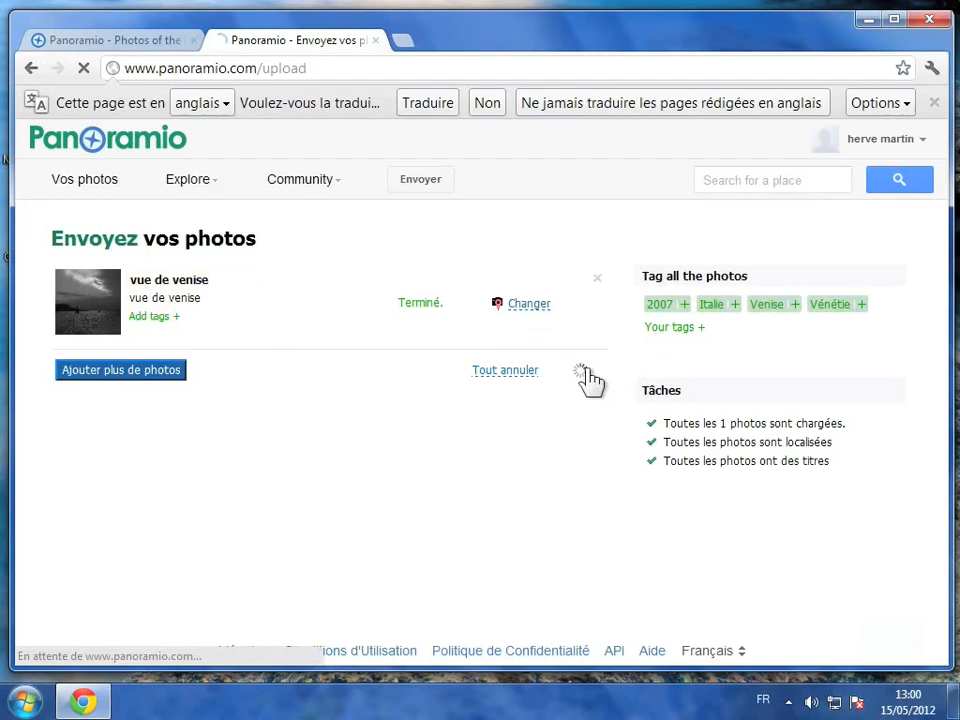 Panoramio - Photos of the
Panoramio - Envoyez vos p
www.panoramio.com/upload
Cette page est en anglais Voulez-vous la tradui... Traduire Non Ne jamais traduire les pages rédigées en anglais Options
Panoramio
herve martin
Vos photos Explore Community Envoyer Search for a place
Envoyez vos photos
vue de venise
vue de venise
Add tags +
Terminé.
Changer
Ajouter plus de photos
Tout annuler
Tag all the photos
2007 + Italie + Venise + Vénétie +
Your tags +
Tâches
Toutes les 1 photos sont chargées.
Toutes les photos sont localisées
Toutes les photos ont des titres
En attente de www.panoramio.com...
d'Utilisation Politique de Confidentialité API Aide Français
FR
13:00
15/05/2012